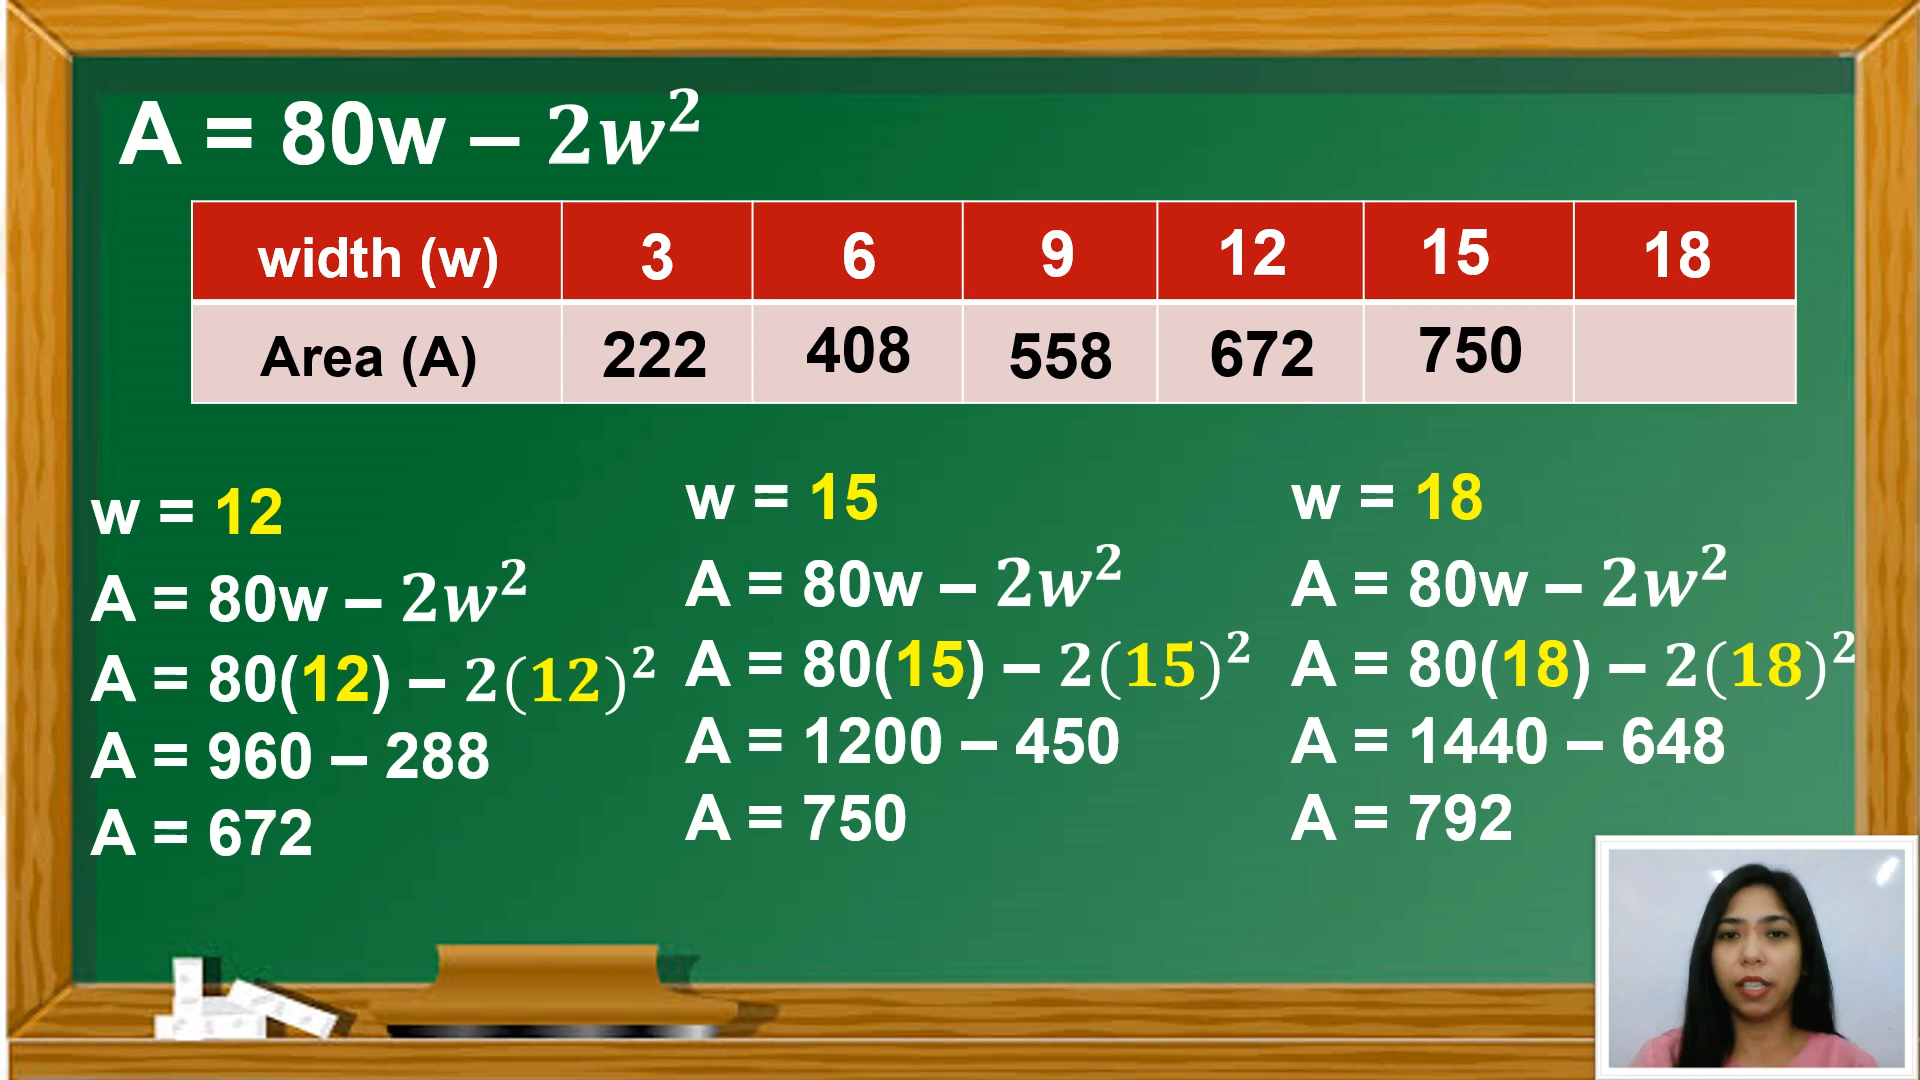 A = 80w – 2w²
width (w) 3 6 9 12 15 18
Area (A) 222 408 558 672 750
w = 12
A = 80w – 2w²
A = 80(12) – 2(12)²
A = 960 – 288
A = 672
w = 15
A = 80w – 2w²
A = 80(15) – 2(15)²
A = 1200 – 450
A = 750
w = 18
A = 80w – 2w²
A = 80(18) – 2(18)²
A = 1440 – 648
A = 792